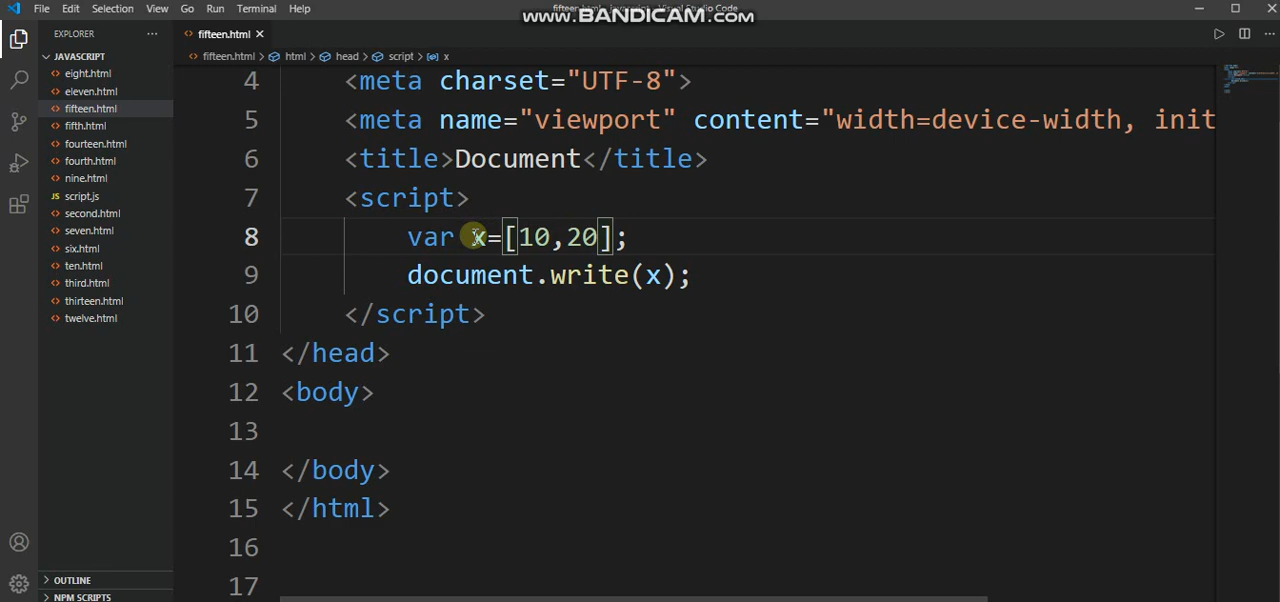 File Edit Selection View Go Run Terminal Help
www.BANDICAM.com
EXPLORER
fifteen.html
JAVASCRIPT
fifteen.html > html > head > script > x
eight.html
eleven.html
fifteen.html
fifth.html
fourteen.html
fourth.html
nine.html
script.js
second.html
seven.html
six.html
ten.html
third.html
thirteen.html
twelve.html
OUTLINE
NPM SCRIPTS
4 <meta charset="UTF-8">
5 <meta name="viewport" content="width=device-width, init
6 <title>Document</title>
7 <script>
8 var x=[10,20];
9 document.write(x);
10 </script>
11 </head>
12 <body>
13
14 </body>
15 </html>
16
17